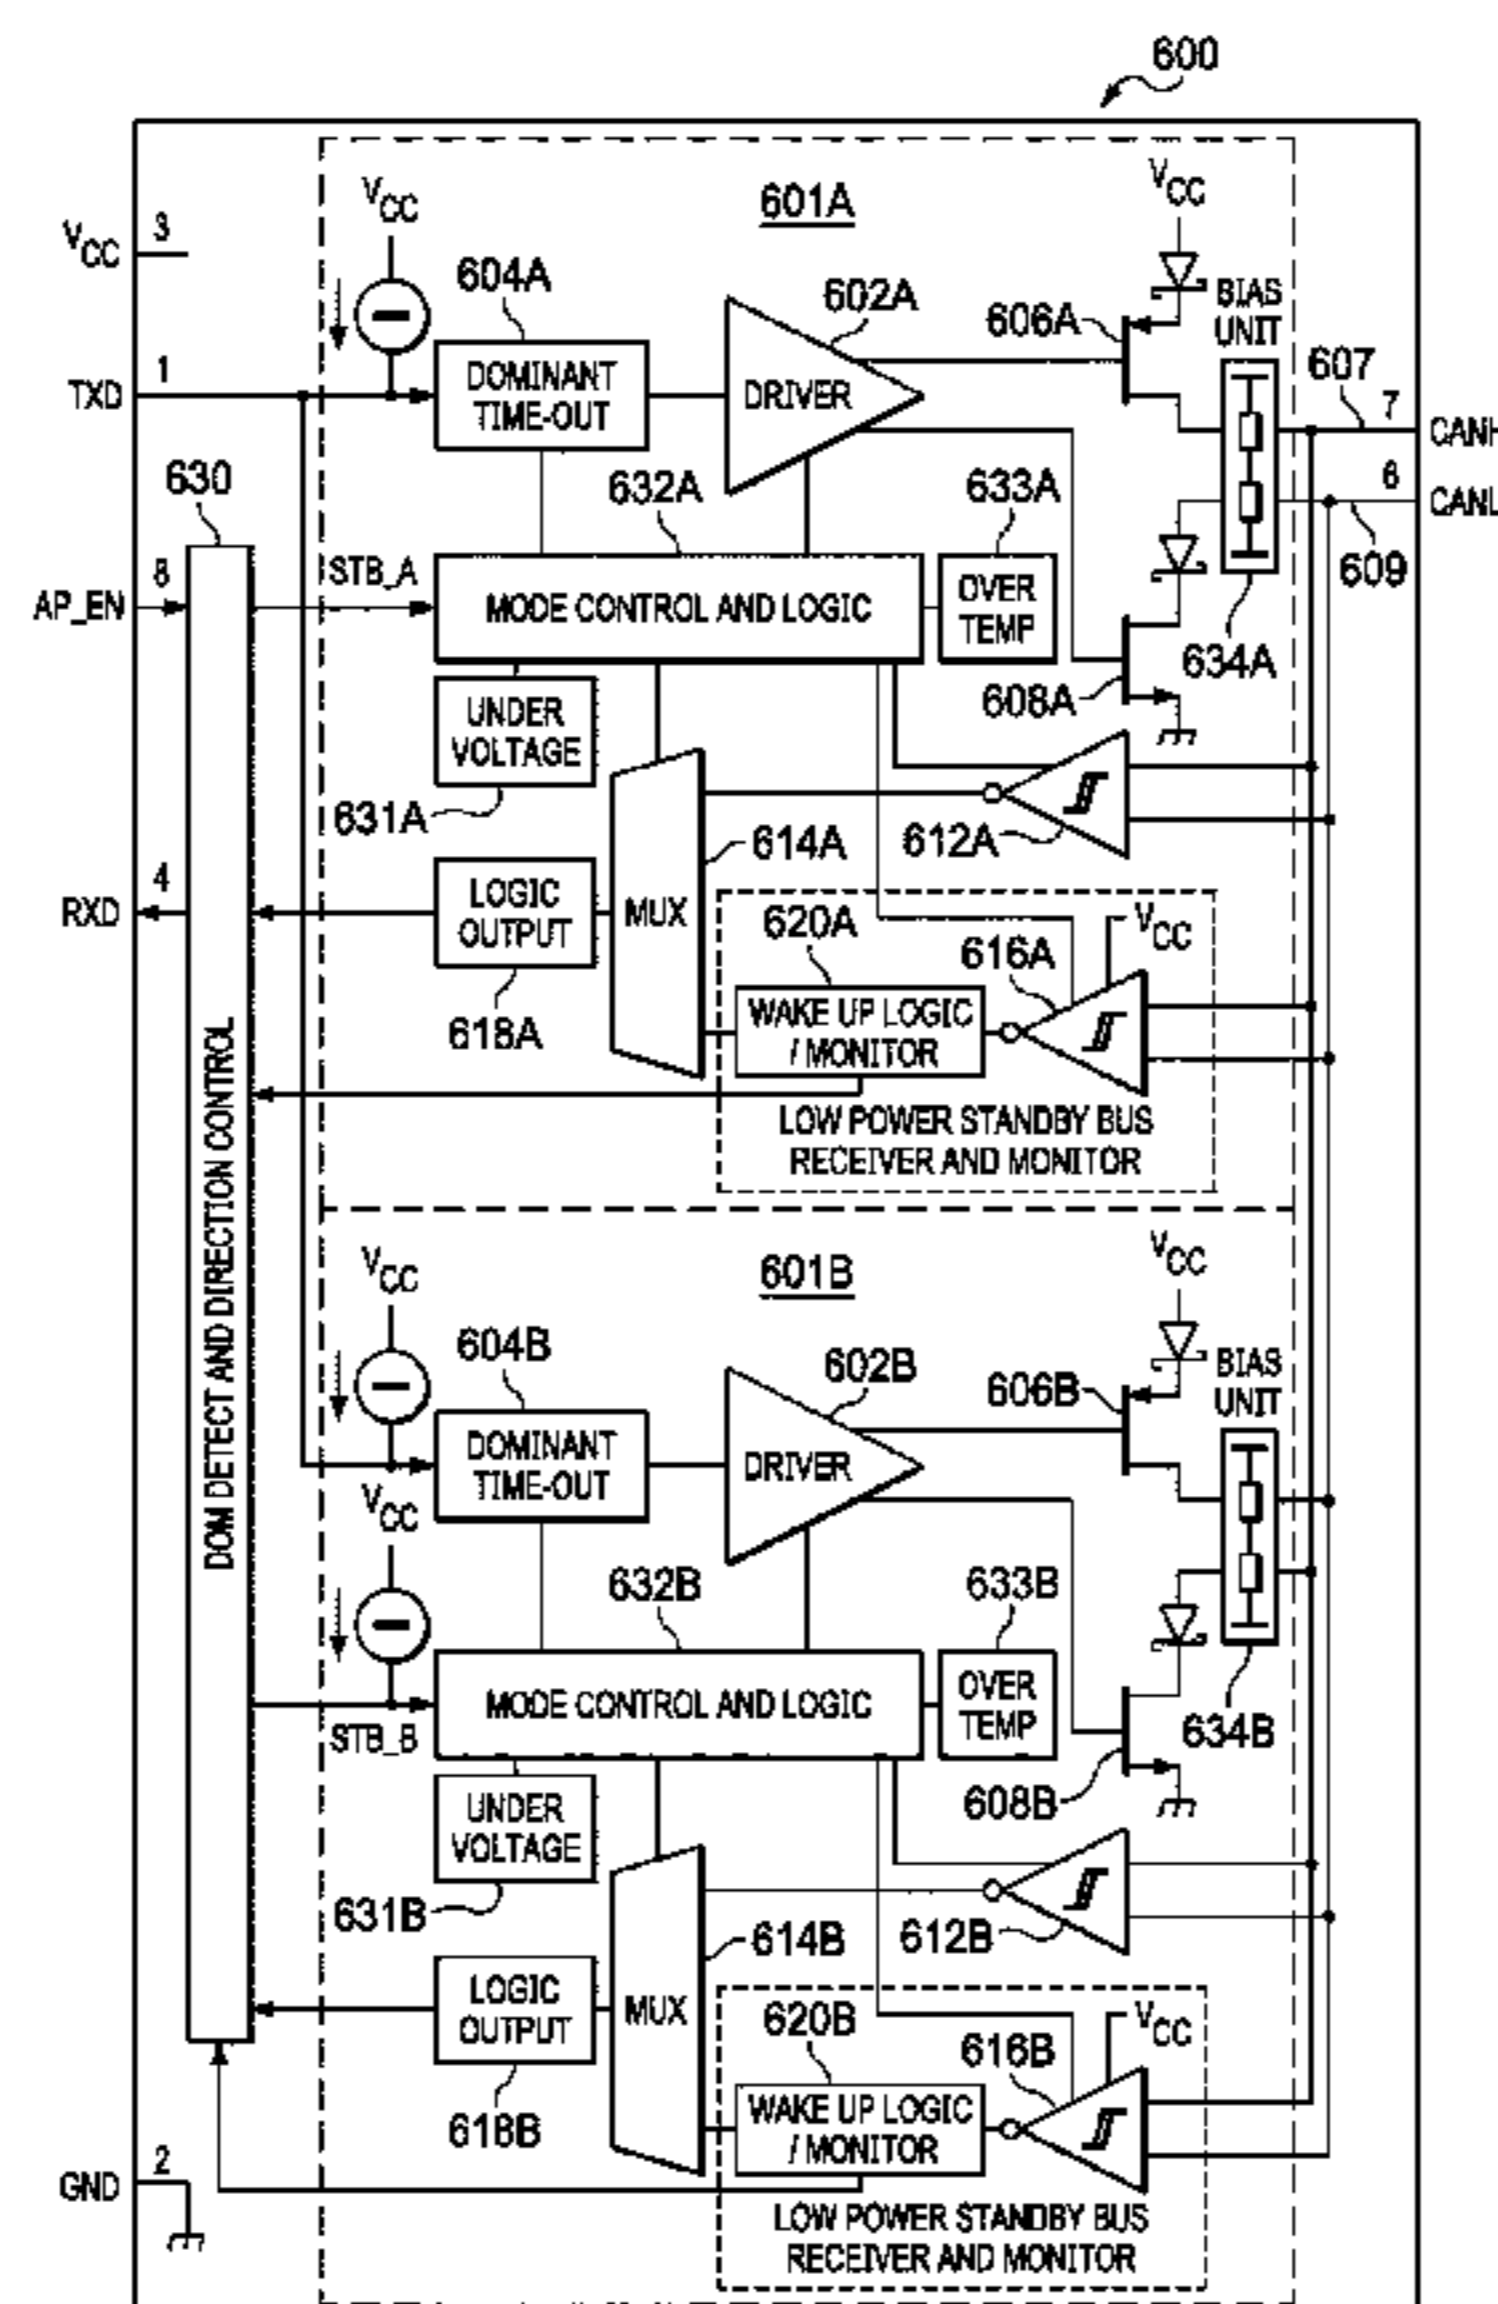 600
601A
VCC
VCC
VCC 3
604A
602A
606A
BIAS
UNIT
607
TXD 1
DOMINANT
TIME-OUT
DRIVER
7
CANH
6
CANL
609
630
632A
633A
634A
AP_EN 8
STB_A
MODE CONTROL AND LOGIC
OVER
TEMP
608A
UNDER
VOLTAGE
631A
614A
612A
RXD 4
LOGIC
OUTPUT
MUX
618A
620A
616A
VCC
WAKE UP LOGIC
/ MONITOR
LOW POWER STANDBY BUS
RECEIVER AND MONITOR
DOM DETECT AND DIRECTION CONTROL
601B
VCC
VCC
604B
602B
606B
BIAS
UNIT
DOMINANT
TIME-OUT
DRIVER
VCC
632B
633B
634B
STB_B
MODE CONTROL AND LOGIC
OVER
TEMP
608B
UNDER
VOLTAGE
631B
614B
612B
LOGIC
OUTPUT
MUX
618B
620B
616B
VCC
WAKE UP LOGIC
/ MONITOR
LOW POWER STANDBY BUS
RECEIVER AND MONITOR
GND 2